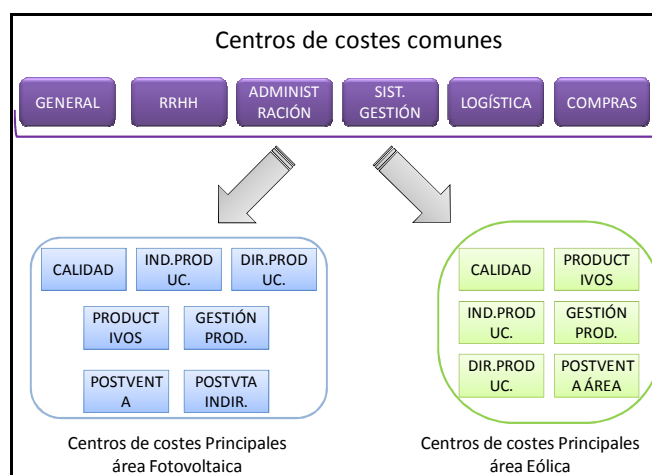 Centros de costes comunes
GENERAL
RRHH
ADMINIST
RACIÓN
SIST.
GESTIÓN
LOGÍSTICA
COMPRAS
CALIDAD
IND.PROD
UC.
DIR.PROD
UC.
PRODUCT
IVOS
GESTIÓN
PROD.
POSTVENT
A
POSTVTA
INDIR.
Centros de costes Principales
área Fotovoltaica
CALIDAD
PRODUCT
IVOS
IND.PROD
UC.
GESTIÓN
PROD.
DIR.PROD
UC.
POSTVENT
A ÁREA
Centros de costes Principales
área Eólica